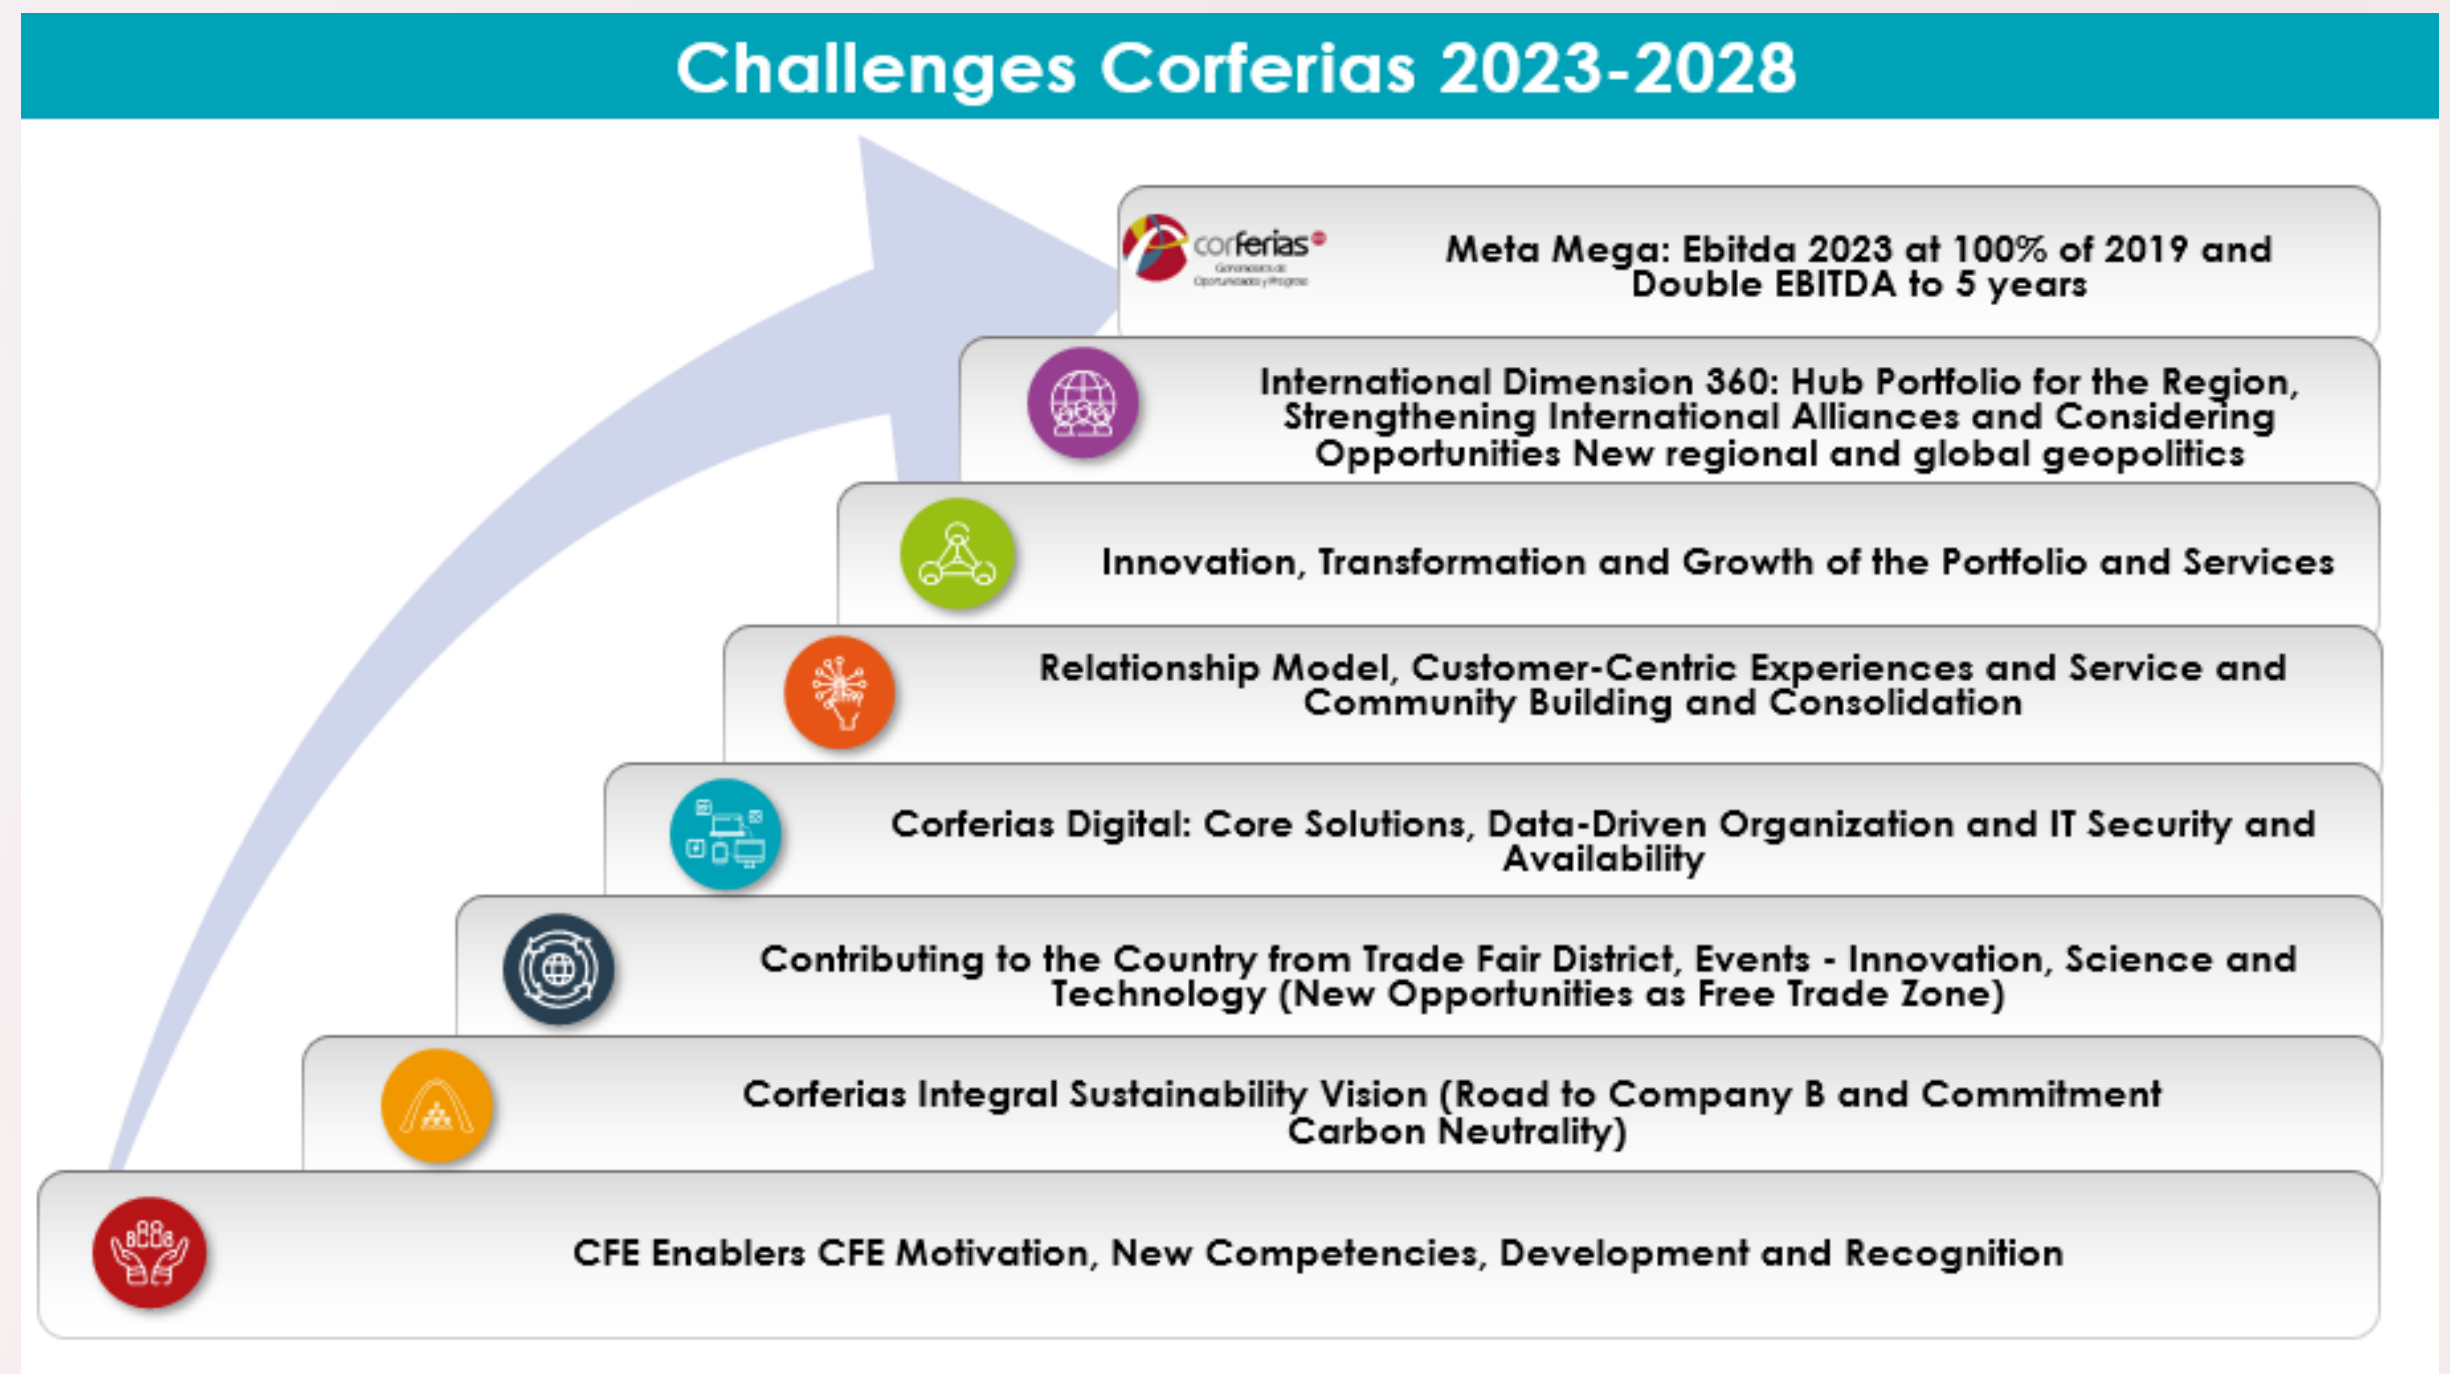 Challenges Corferias 2023-2028
corferias
Oportunidades y Progreso
Meta Mega: Ebitda 2023 at 100% of 2019 and
Double EBITDA to 5 years
International Dimension 360: Hub Portfolio for the Region,
Strengthening International Alliances and Considering
Opportunities New regional and global geopolitics
Innovation, Transformation and Growth of the Portfolio and Services
Relationship Model, Customer-Centric Experiences and Service and
Community Building and Consolidation
Corferias Digital: Core Solutions, Data-Driven Organization and IT Security and
Availability
Contributing to the Country from Trade Fair District, Events - Innovation, Science and
Technology (New Opportunities as Free Trade Zone)
Corferias Integral Sustainability Vision (Road to Company B and Commitment
Carbon Neutrality)
CFE Enablers CFE Motivation, New Competencies, Development and Recognition